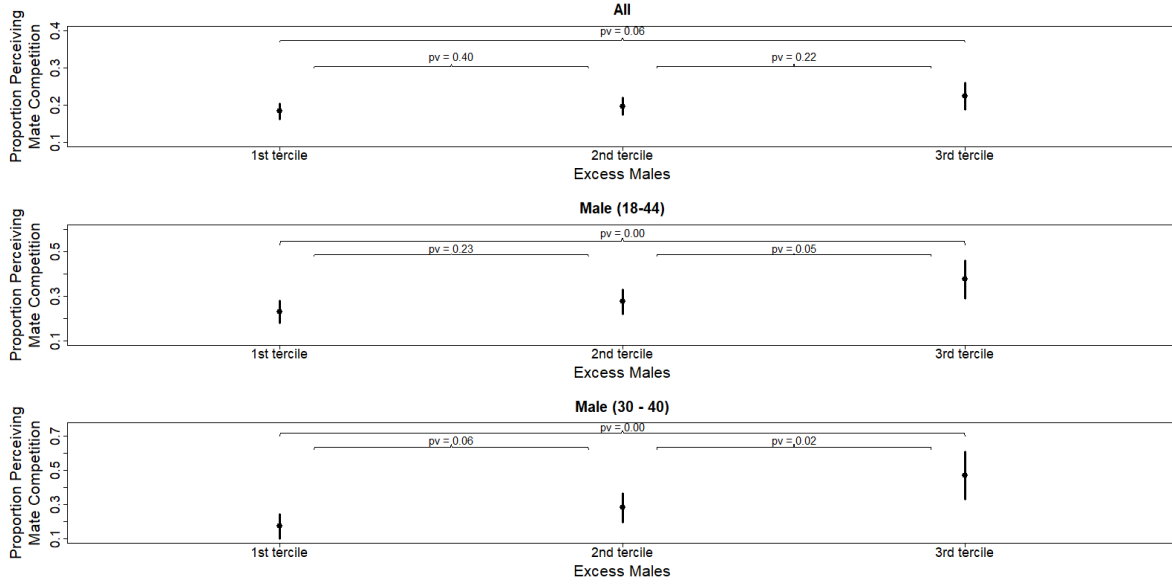 All
Proportion Perceiving
Mate Competition
0.4
0.3
0.2
0.1
pv = 0.06
pv = 0.40
pv = 0.22
1st tercile
2nd tercile
3rd tercile
Excess Males
Male (18-44)
Proportion Perceiving
Mate Competition
0.5
0.3
0.1
pv = 0.00
pv = 0.23
pv = 0.05
1st tercile
2nd tercile
3rd tercile
Excess Males
Male (30 - 40)
Proportion Perceiving
Mate Competition
0.7
0.5
0.3
0.1
pv = 0.00
pv = 0.06
pv = 0.02
1st tercile
2nd tercile
3rd tercile
Excess Males